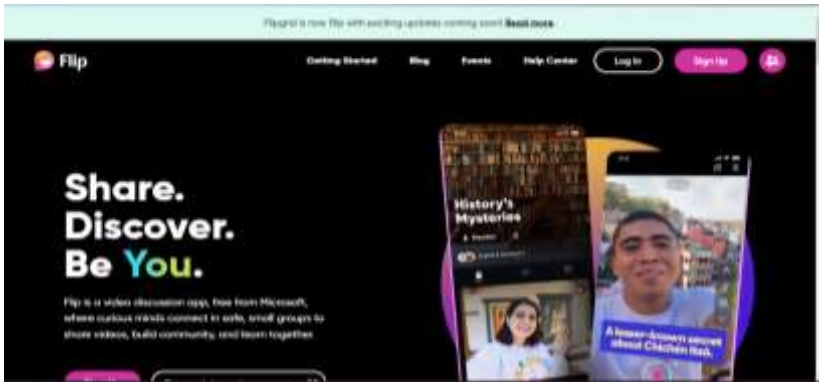 Flipgrid is now Flip with exciting updates coming soon! Read more
Flip
Getting Started
Blog
Events
Help Center
Log In
Sign Up
Share.
Discover.
Be You.
Flip is a video discussion app, free from Microsoft,
where curious minds connect in safe, small groups to
share videos, build community, and learn together.
History's
Mysteries
A lesser-known secret
about Chichén Itzá.